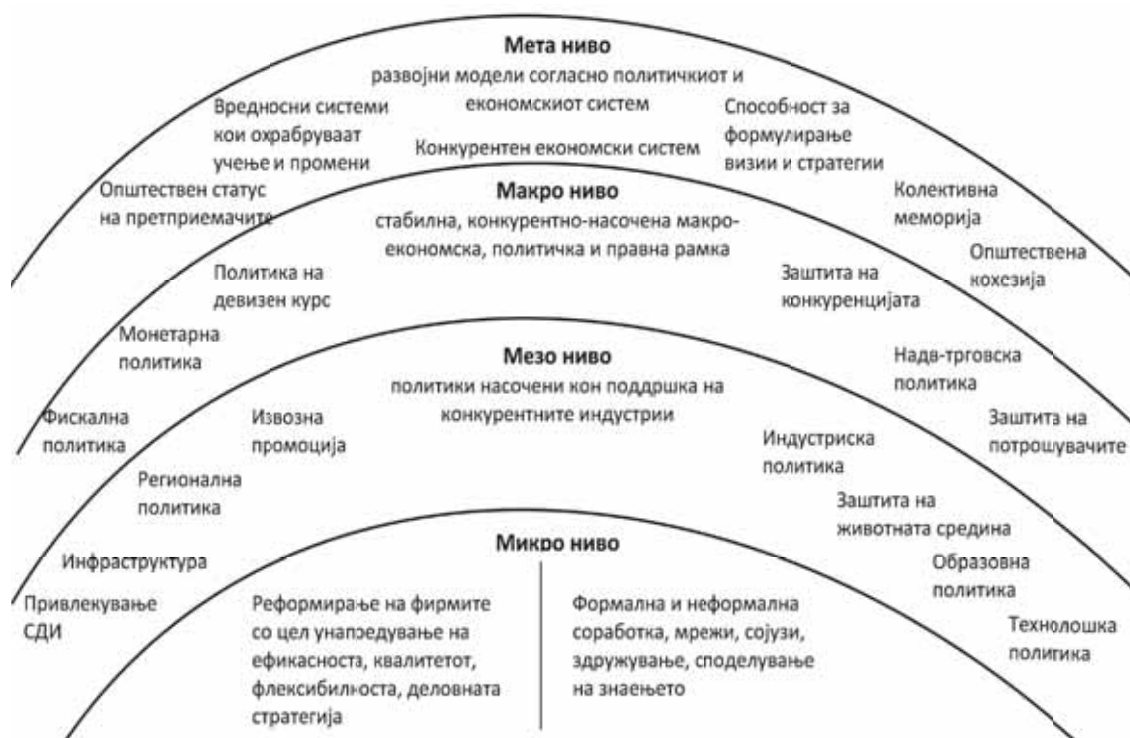 Мета ниво
развојни модели согласно политичкиот и
економскиот систем
Вредносни системи
кои охрабруваат
учење и промени
Конкурентен економски систем
Способност за
формулирање
визии и стратегии
Општествен статус
на претприемачите
Колективна
меморија
Општествена
кохезија
Макро ниво
стабилна, конкурентно-насочена макро-
економска, политичка и правна рамка
Политика на
девизен курс
Заштита на
конкуренцијата
Монетарна
политика
Надв-трговска
политика
Фискална
политика
Заштита на
потрошувачите
Мезо ниво
политики насочени кон поддршка на
конкурентните индустрии
Извозна
промоција
Индустриска
политика
Регионална
политика
Заштита на
животната средина
Инфраструктура
Образовна
политика
Привлекување
СДИ
Технолошка
политика
Микро ниво
Реформирање на фирмите
со цел унапредување на
ефикасноста, квалитетот,
флексибилноста, деловната
стратегија
Формална и неформална
соработка, мрежи, сојузи,
здружување, споделување
на знаењето